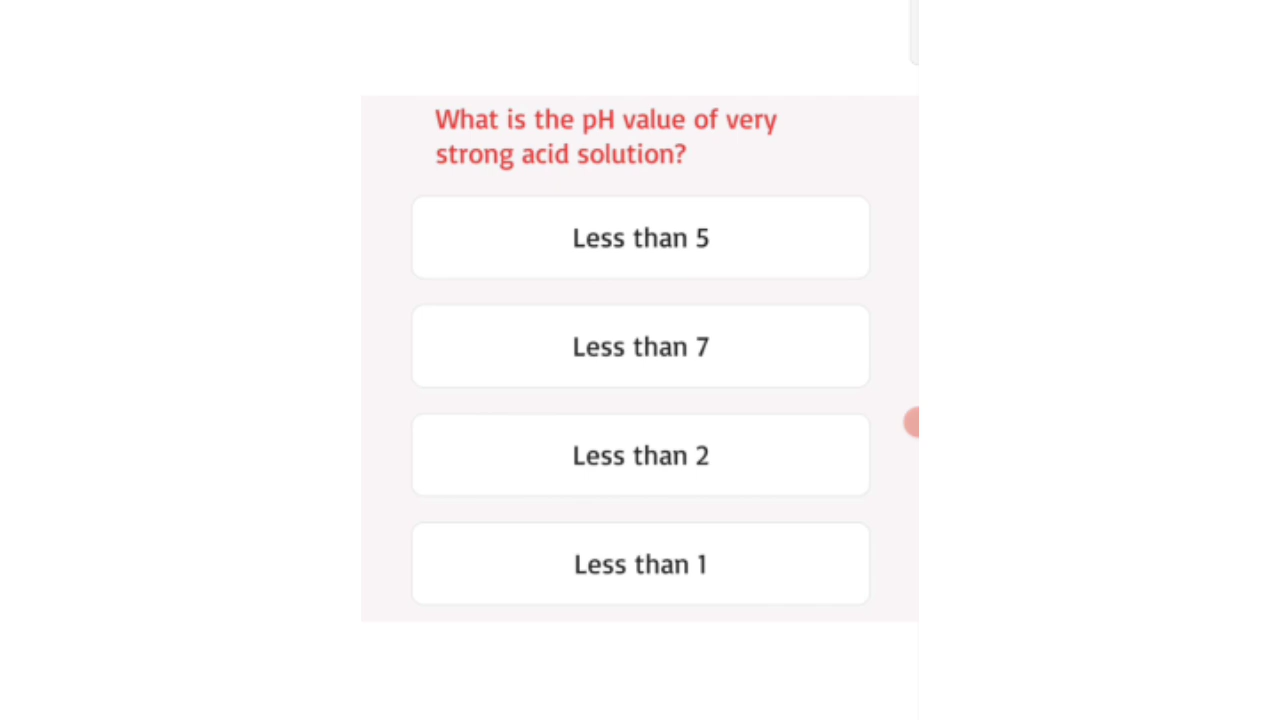 What is the pH value of very
strong acid solution?
Less than 5
Less than 7
Less than 2
Less than 1